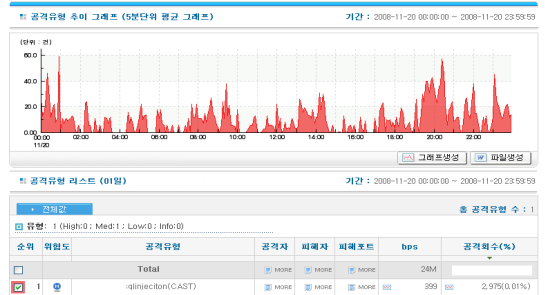 공격유형 추이 그래프 (5분단위 평균 그래프) 기간 : 2008-11-20 00:00:00 ~ 2008-11-20 23:59:59
(단위 : 건)
60.0
40.0
20.0
0.00
00:00 02:00 04:00 06:00 08:00 10:00 12:00 14:00 16:00 18:00 20:00 22:00
11/20
그래프생성 파일생성
공격유형 리스트 (01일) 기간 : 2008-11-20 00:00:00 ~ 2008-11-20 23:59:59
전체값 총 공격유형 수 : 1
유형: 1 (High:0; Med:1; Low:0; Info:0)
순위 위험도 공격유형 공격자 피해자 피해포트 bps 공격회수(%)
Total MORE MORE MORE 24M
1 :qlinjeciton(CAST) MORE MORE MORE 399 2,975(0.01%)